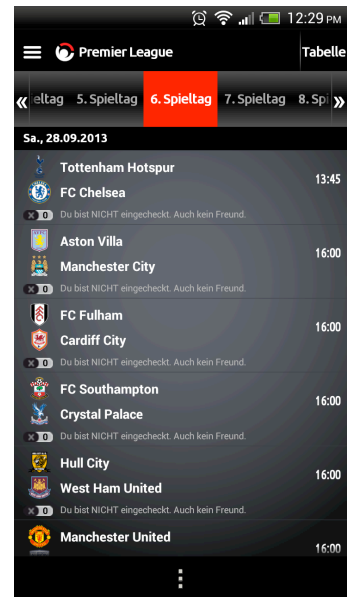 12:29 PM
Premier League
Tabelle
« eltag 5. Spieltag 6. Spieltag 7. Spieltag 8. Spi »
Sa., 28.09.2013
Tottenham Hotspur
13:45
FC Chelsea
X 0 Du bist NICHT eingecheckt. Auch kein Freund.
Aston Villa
16:00
Manchester City
X 0 Du bist NICHT eingecheckt. Auch kein Freund.
FC Fulham
16:00
Cardiff City
X 0 Du bist NICHT eingecheckt. Auch kein Freund.
FC Southampton
16:00
Crystal Palace
X 0 Du bist NICHT eingecheckt. Auch kein Freund.
Hull City
16:00
West Ham United
X 0 Du bist NICHT eingecheckt. Auch kein Freund.
Manchester United
16:00